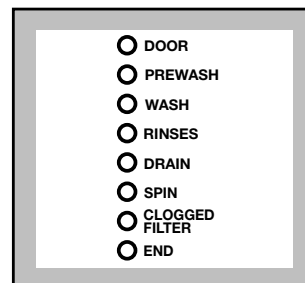 DOOR
PREWASH
WASH
RINSES
DRAIN
SPIN
CLOGGED
FILTER
END